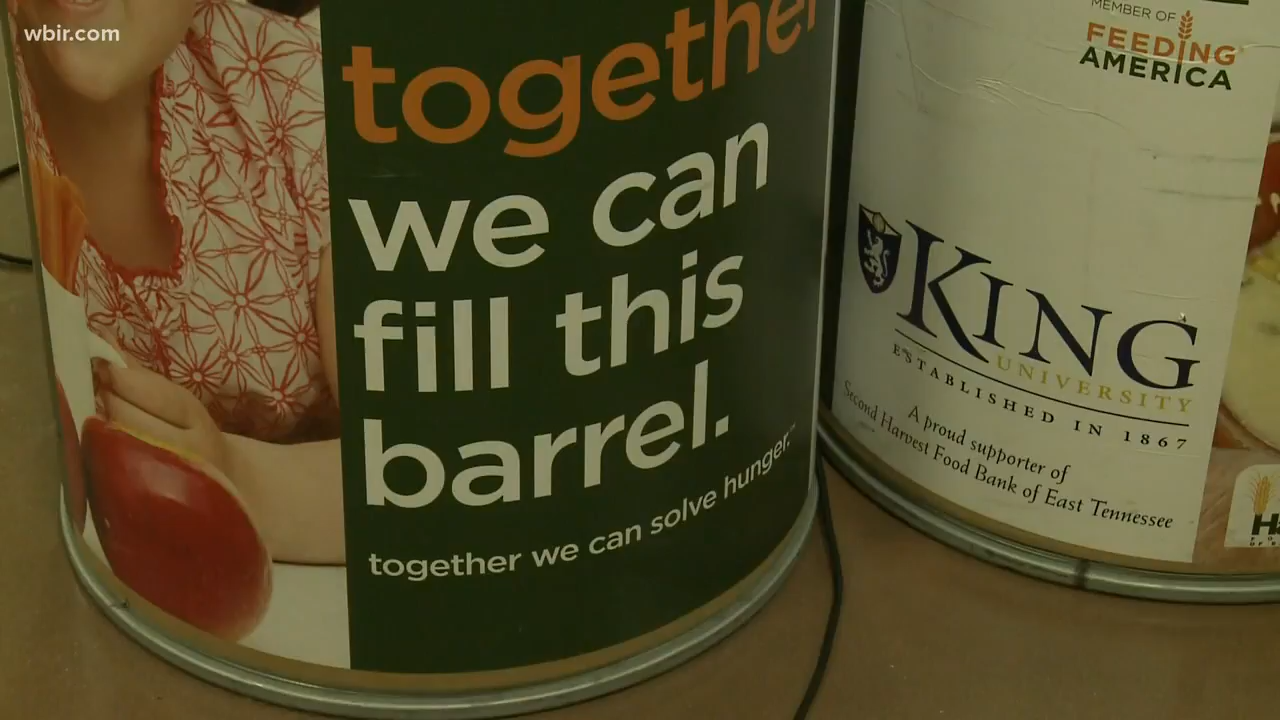 wbir.com
together
we can
fill this
barrel.
together we can solve hunger.™
MEMBER OF
FEEDING
AMERICA
KING
UNIVERSITY
ESTABLISHED IN 1867
A proud supporter of
Second Harvest Food Bank of East Tennessee